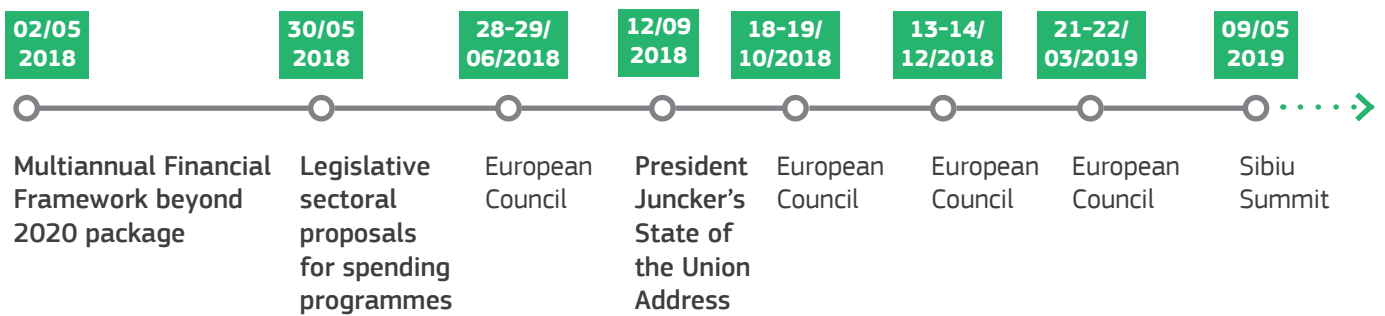 02/05
2018
30/05
2018
28-29/
06/2018
12/09
2018
18-19/
10/2018
13-14/
12/2018
21-22/
03/2019
09/05
2019
Multiannual Financial
Framework beyond
2020 package
Legislative
sectoral
proposals
for spending
programmes
European
Council
President
Juncker’s
State of
the Union
Address
European
Council
European
Council
European
Council
Sibiu
Summit